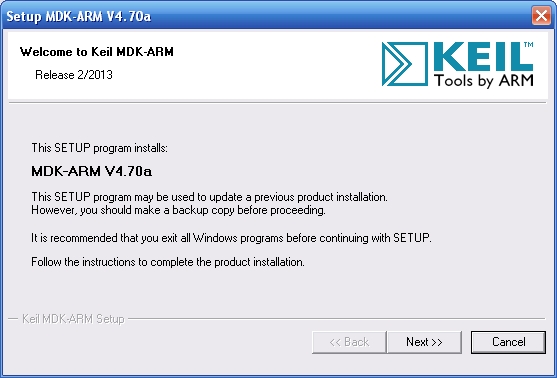 Setup MDK-ARM V4.70a
Welcome to Keil MDK-ARM
Release 2/2013
KEIL™
Tools by ARM
This SETUP program installs:
MDK-ARM V4.70a
This SETUP program may be used to update a previous product installation.
However, you should make a backup copy before proceeding.
It is recommended that you exit all Windows programs before continuing with SETUP.
Follow the instructions to complete the product installation.
Keil MDK-ARM Setup
<< Back
Next >>
Cancel